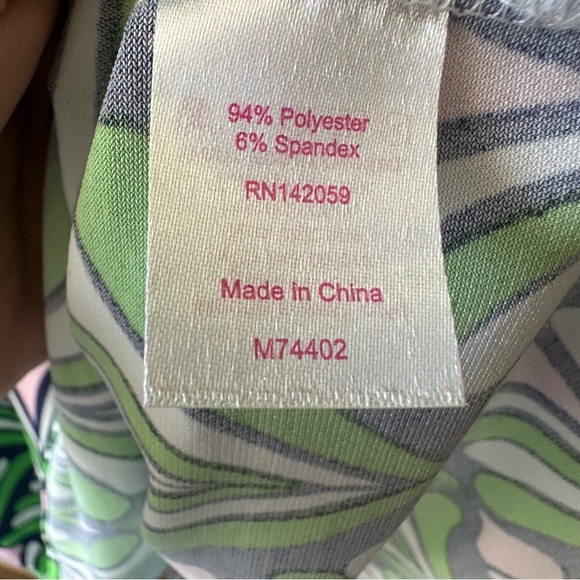 94% Polyester
6% Spandex
RN142059
Made in China
M74402